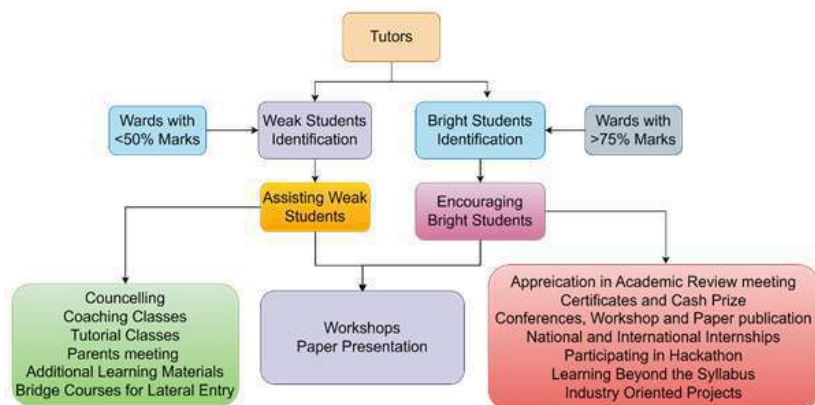 Tutors
Wards with
<50% Marks
Weak Students
Identification
Bright Students
Identification
Wards with
>75% Marks
Assisting Weak
Students
Encouraging
Bright Students
Councelling
Coaching Classes
Tutorial Classes
Parents meeting
Additional Learning Materials
Bridge Courses for Lateral Entry
Workshops
Paper Presentation
Appreication in Academic Review meeting
Certificates and Cash Prize
Conferences, Workshop and Paper publication
National and International Internships
Participating in Hackathon
Learning Beyond the Syllabus
Industry Oriented Projects